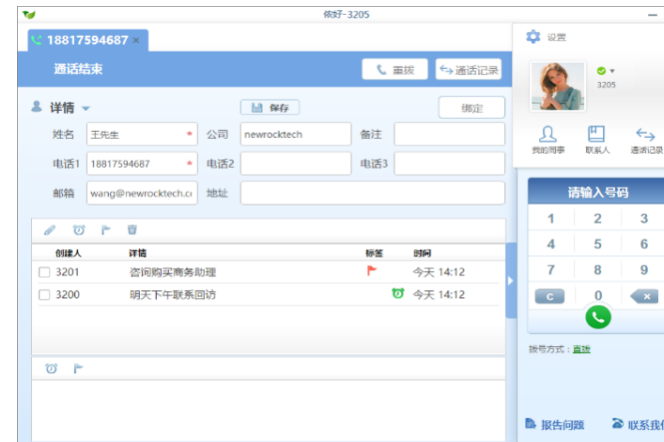 倷好-3205
18817594687 ×
设置
通话结束
重拨
通话记录
3205
详情
保存
绑定
姓名 王先生 * 公司 newrocktech 备注
我的同事 联系人 通话记录
电话1 18817594687 * 电话2 电话3
邮箱 wang@newrocktech.c 地址
请输入号码
1 2 3
4 5 6
7 8 9
C 0 ×
创建人 详情 标签 时间
3201 咨询购买商务助理 今天 14:12
3200 明天下午联系回访 今天 14:12
拨号方式：直拨
报告问题 联系我